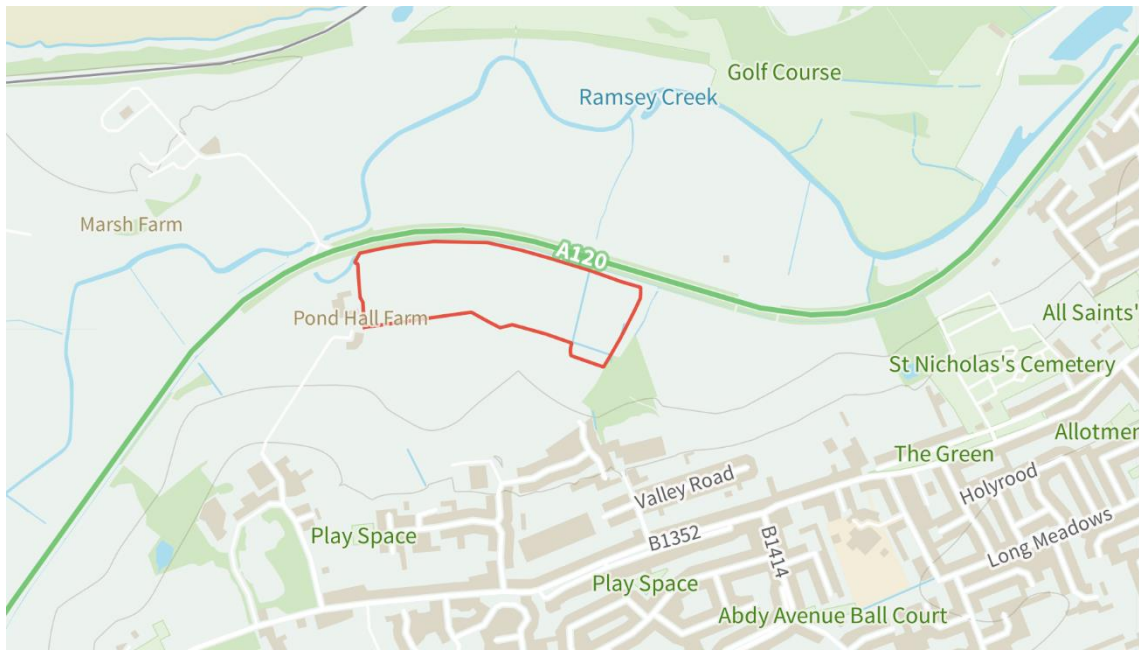 Golf Course
Ramsey Creek
Marsh Farm
A120
Pond Hall Farm
All Saints'
St Nicholas's Cemetery
Allotmer
The Green
Holyrood
Valley Road
Long Meadows
Play Space
B1352
B1414
Play Space
Abdy Avenue Ball Court